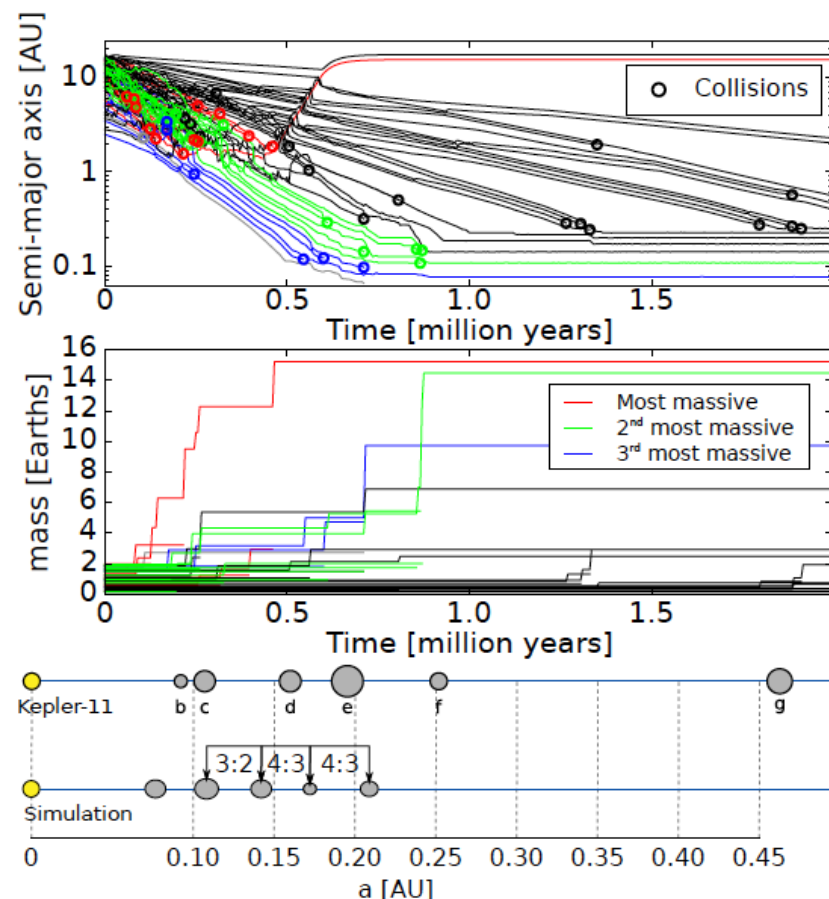 Semi-major axis [AU]
10
1
0.1
Collisions
0 0.5 1.0 1.5
Time [million years]
mass [Earths]
16
14
12
10
8
6
4
2
0
Most massive
2nd most massive
3rd most massive
0 0.5 1.0 1.5
Time [million years]
Kepler-11 b c d e f g
3:2 4:3 4:3
Simulation
0 0.10 0.15 0.20 0.25 0.30 0.35 0.40 0.45
a [AU]